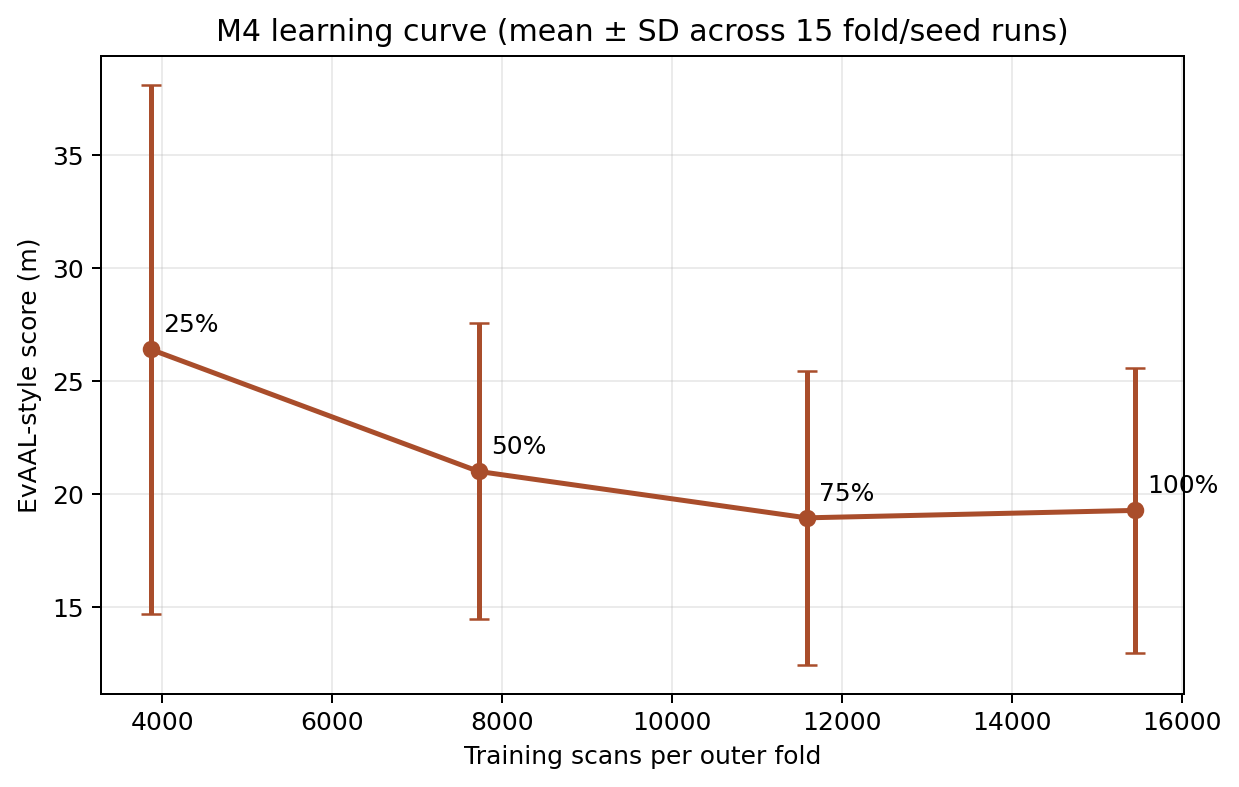 M4 learning curve (mean ± SD across 15 fold/seed runs)
EvAAL-style score (m)
35
30
25
20
15
25%
50%
75%
100%
4000 6000 8000 10000 12000 14000 16000
Training scans per outer fold